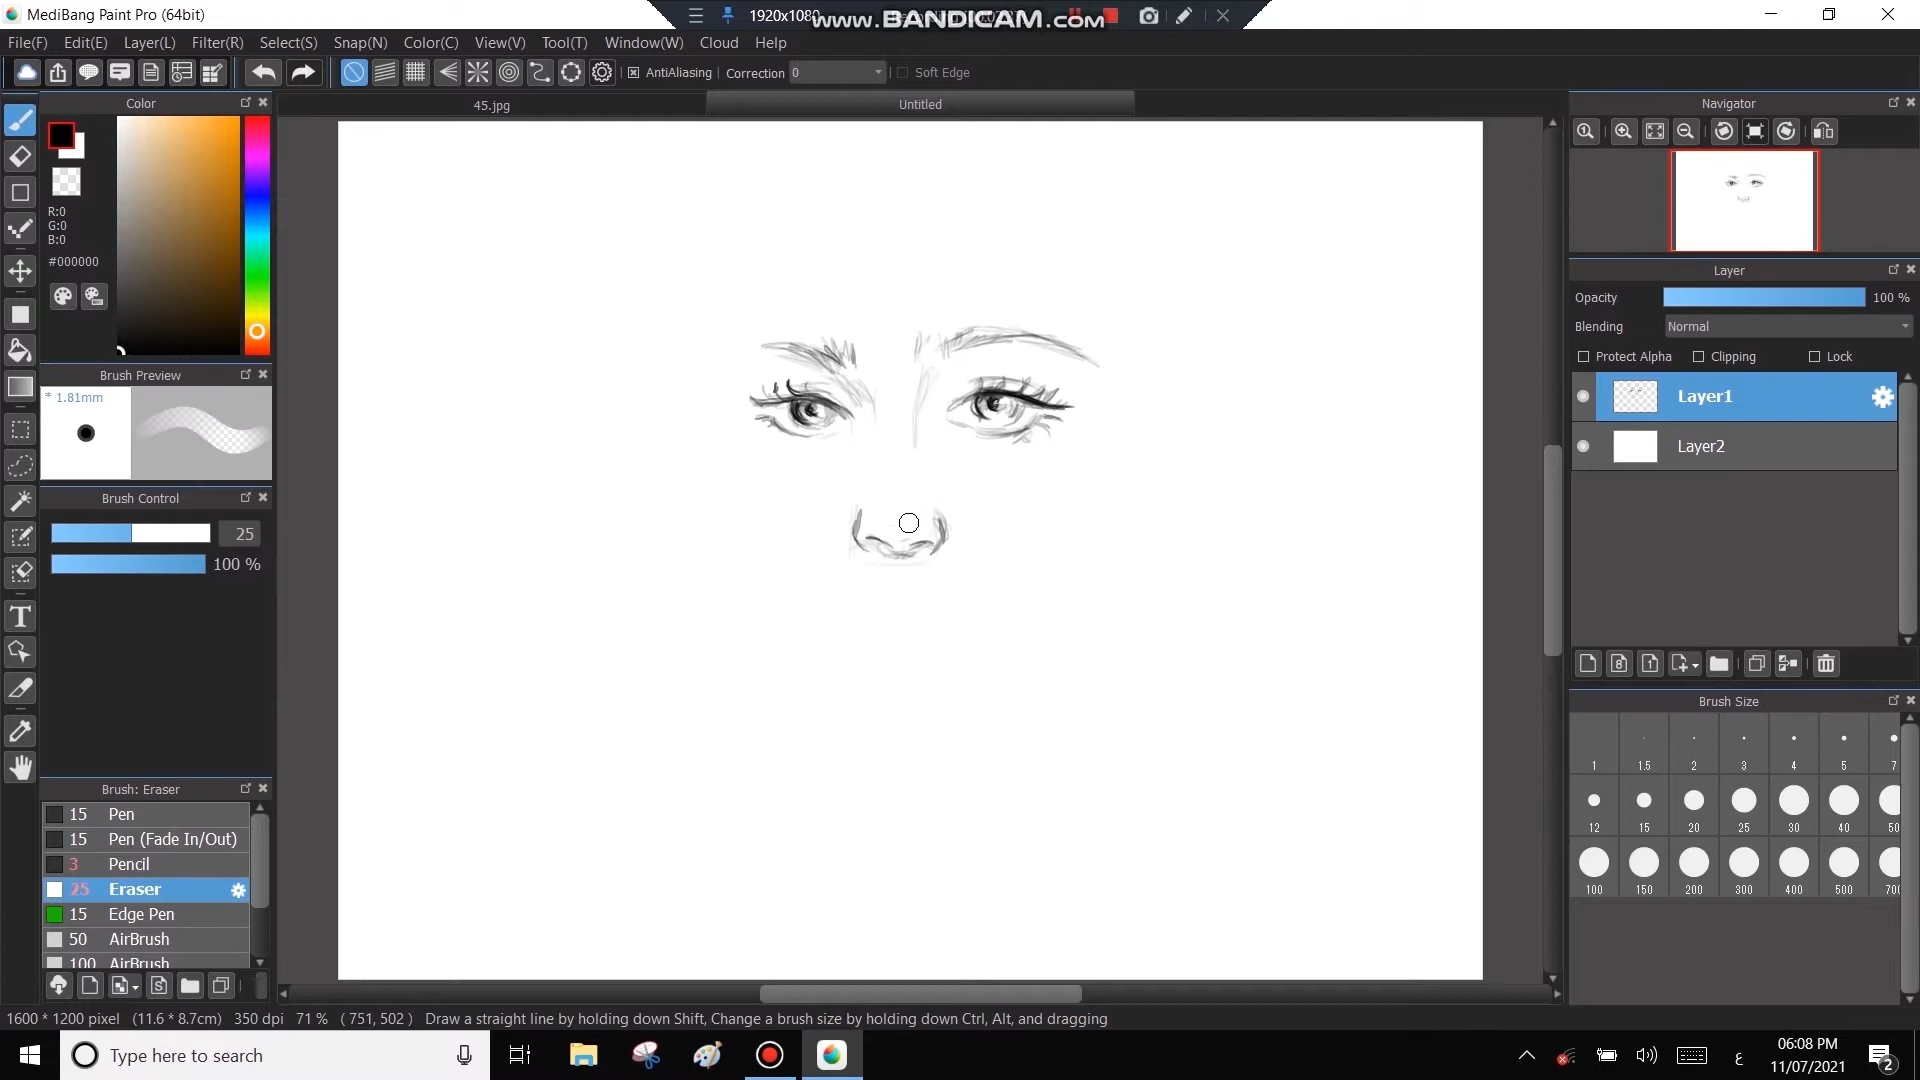 MediBang Paint Pro (64bit)
1920x1080
www.BANDICAM.com
File(F) Edit(E) Layer(L) Filter(R) Select(S) Snap(N) Color(C) View(V) Tool(T) Window(W) Cloud Help
AntiAliasing Correction 0 Soft Edge
Color
45.jpg
Untitled
Navigator
R:0
G:0
B:0
#000000
Layer
Opacity 100 %
Blending Normal
Protect Alpha Clipping Lock
Brush Preview
* 1.81mm
Layer1
Layer2
Brush Control
25
100 %
Brush Size
1 1.5 2 3 4 5 7
12 15 20 25 30 40 50
100 150 200 300 400 500 700
Brush: Eraser
15 Pen
15 Pen (Fade In/Out)
3 Pencil
25 Eraser
15 Edge Pen
50 AirBrush
100 AirBrush
1600 * 1200 pixel (11.6 * 8.7cm) 350 dpi 71 % ( 751, 502 ) Draw a straight line by holding down Shift, Change a brush size by holding down Ctrl, Alt, and dragging
Type here to search
ع
06:08 PM
11/07/2021
2